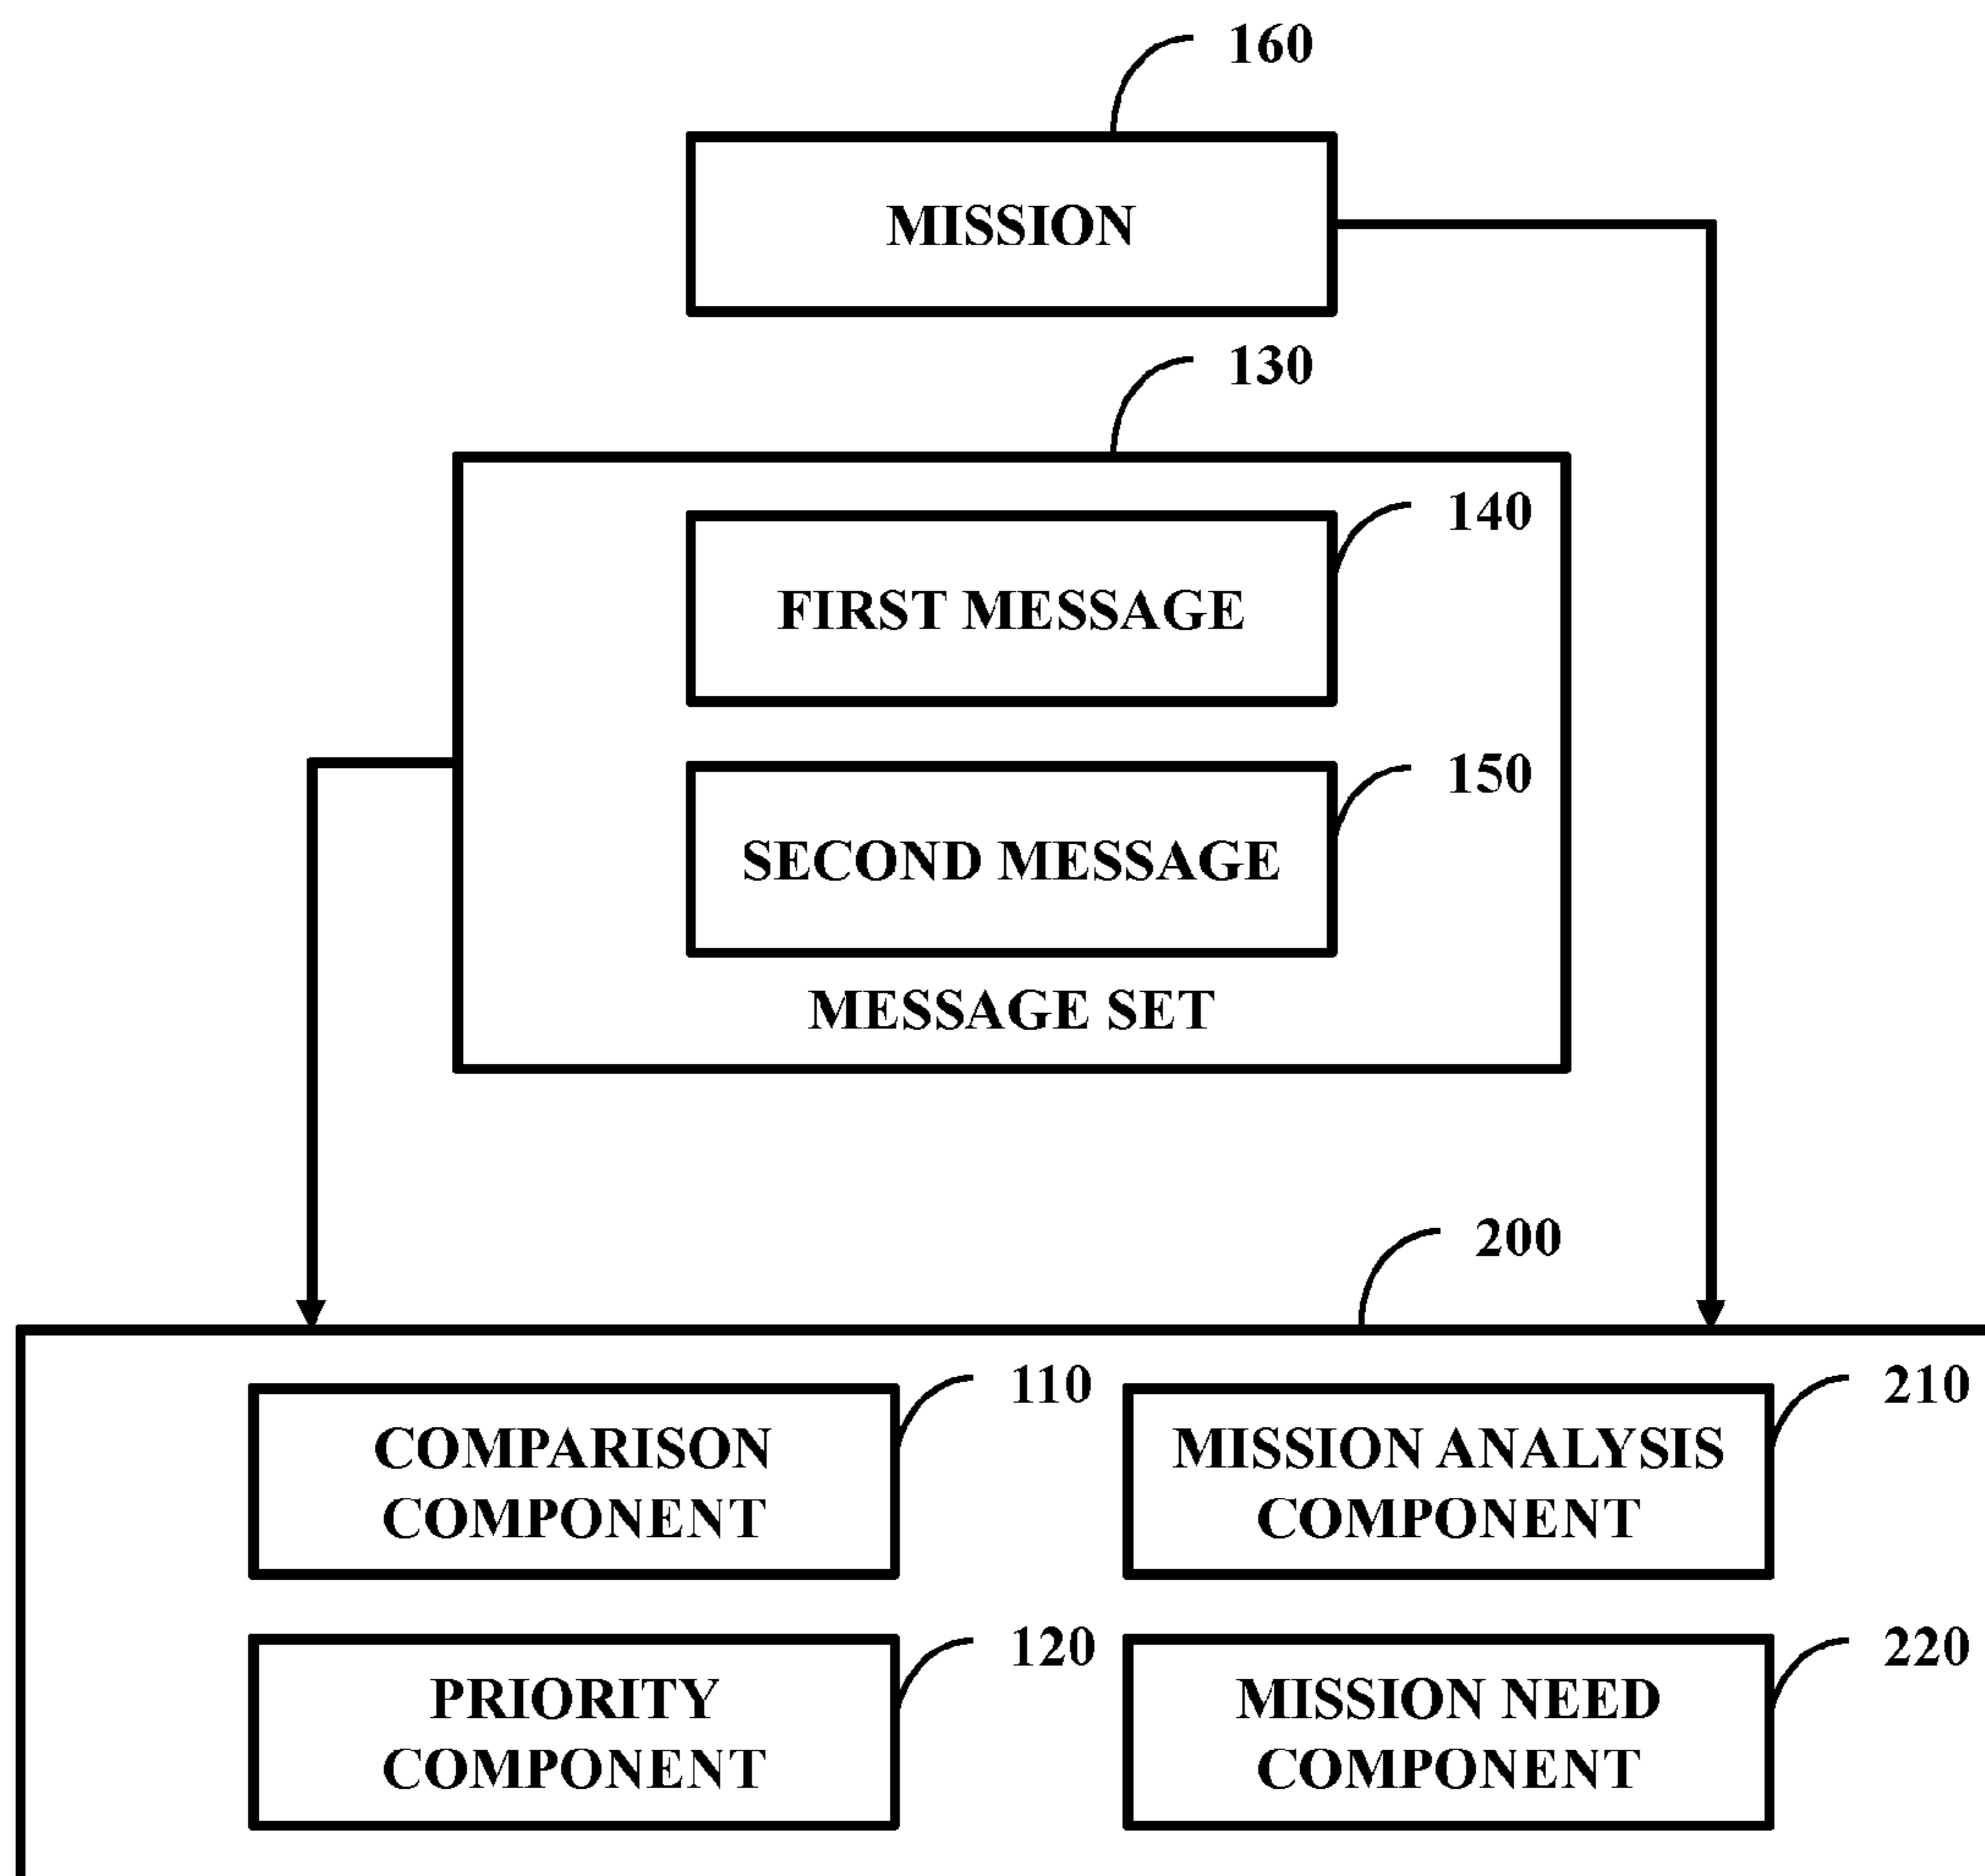 160
MISSION
130
140
FIRST MESSAGE
150
SECOND MESSAGE
MESSAGE SET
200
110
COMPARISON
COMPONENT
210
MISSION ANALYSIS
COMPONENT
120
PRIORITY
COMPONENT
220
MISSION NEED
COMPONENT